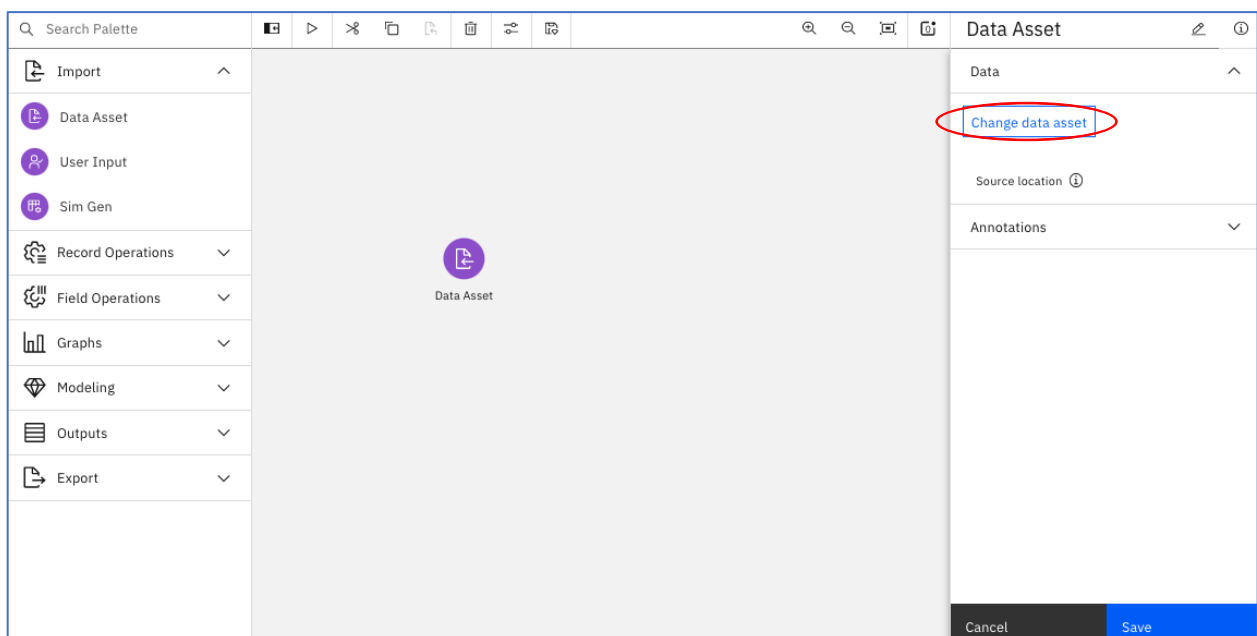 Search Palette
Import
Data Asset
User Input
Sim Gen
Record Operations
Field Operations
Graphs
Modeling
Outputs
Export
Data Asset
Data Asset
Data
Change data asset
Source location
Annotations
Cancel
Save